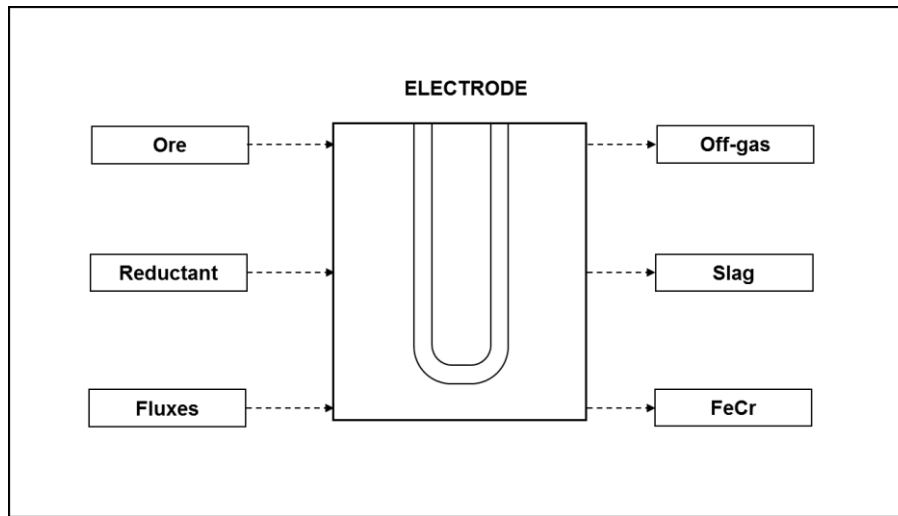 ELECTRODE
Ore
Off-gas
Reductant
Slag
Fluxes
FeCr